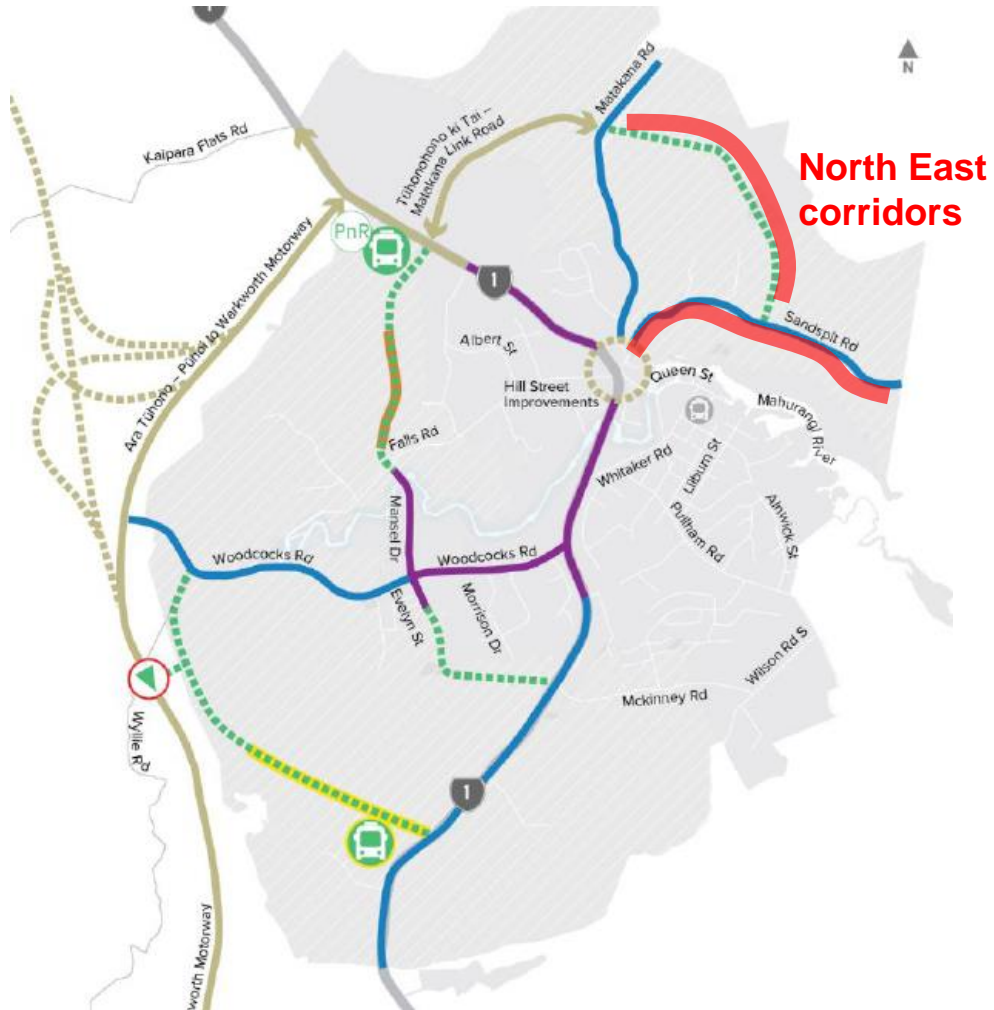 1
N
Matakana Rd
Kaipara Flats Rd
Tūhonohono ki Tai –
Matakana Link Road
North East
corridors
PnR
1
Ara Tūhono – Pūhoi to Warkworth Motorway
Albert St
Sandspit Rd
Hill Street
Improvements
Queen St
Mahurangi
River
Falls Rd
Whitaker Rd
Lilburn St
Pulham Rd
Alnwick St
Mansel Dr
Woodcocks Rd
Woodcocks Rd
Evelyn St
Morrison Dr
Wilson Rd S
Mckinney Rd
Wyllie Rd
1
worth Motorway